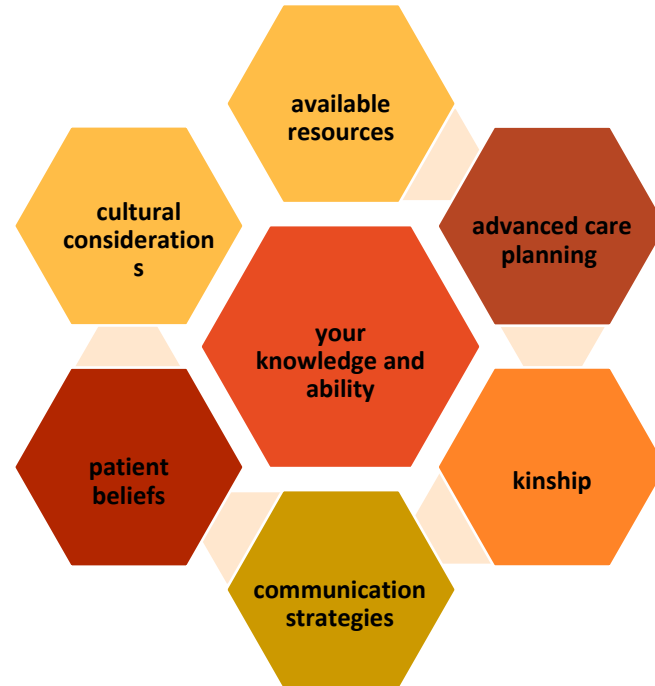 available
resources
advanced care
planning
kinship
communication
strategies
patient
beliefs
cultural
consideration
s
your
knowledge and
ability